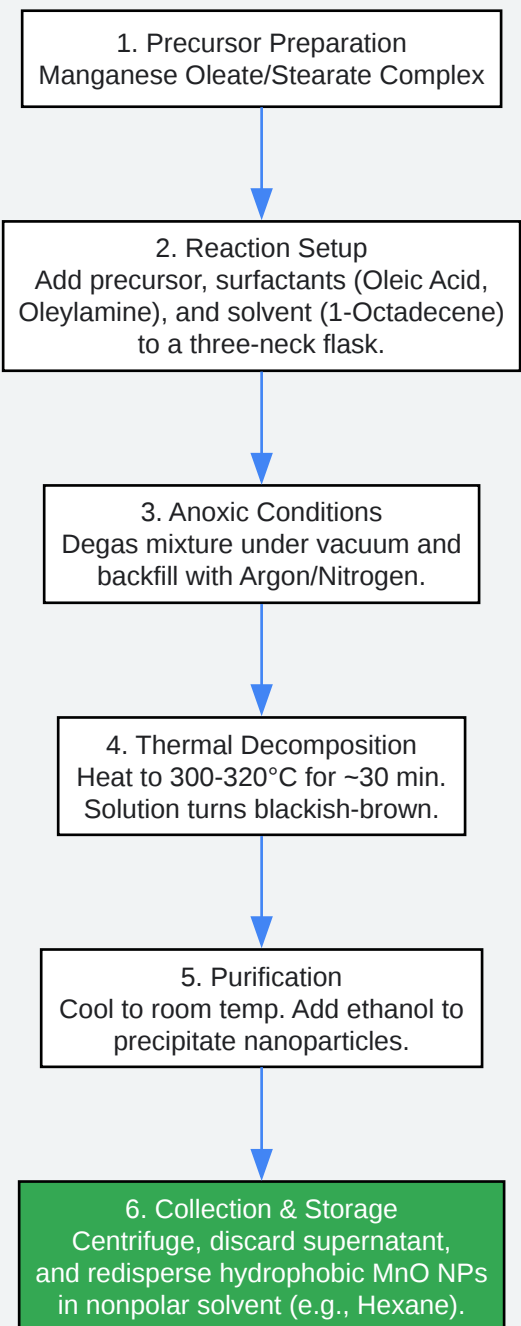 1. Precursor Preparation
Manganese Oleate/Stearate Complex
2. Reaction Setup
Add precursor, surfactants (Oleic Acid,
Oleylamine), and solvent (1-Octadecene)
to a three-neck flask.
3. Anoxic Conditions
Degas mixture under vacuum and
backfill with Argon/Nitrogen.
4. Thermal Decomposition
Heat to 300-320°C for ~30 min.
Solution turns blackish-brown.
5. Purification
Cool to room temp. Add ethanol to
precipitate nanoparticles.
6. Collection & Storage
Centrifuge, discard supernatant,
and redisperse hydrophobic MnO NPs
in nonpolar solvent (e.g., Hexane).